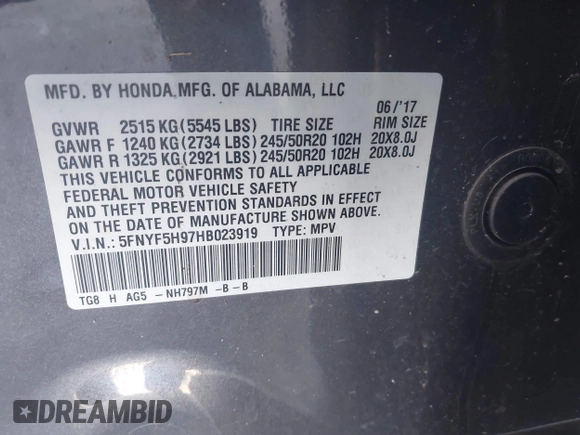 MFD. BY HONDA MFG. OF ALABAMA, LLC
06/'17
GVWR 2515 KG (5545 LBS) TIRE SIZE RIM SIZE
GAWR F 1240 KG (2734 LBS) 245/50R20 102H 20X8.0J
GAWR R 1325 KG (2921 LBS) 245/50R20 102H 20X8.0J
THIS VEHICLE CONFORMS TO ALL APPLICABLE
FEDERAL MOTOR VEHICLE SAFETY
AND THEFT PREVENTION STANDARDS IN EFFECT
ON THE DATE OF MANUFACTURE SHOWN ABOVE.
V.I.N.: 5FNYF5H97HB023919 TYPE: MPV
TG8 H AG5 - NH797M - B - B
DREAMBID